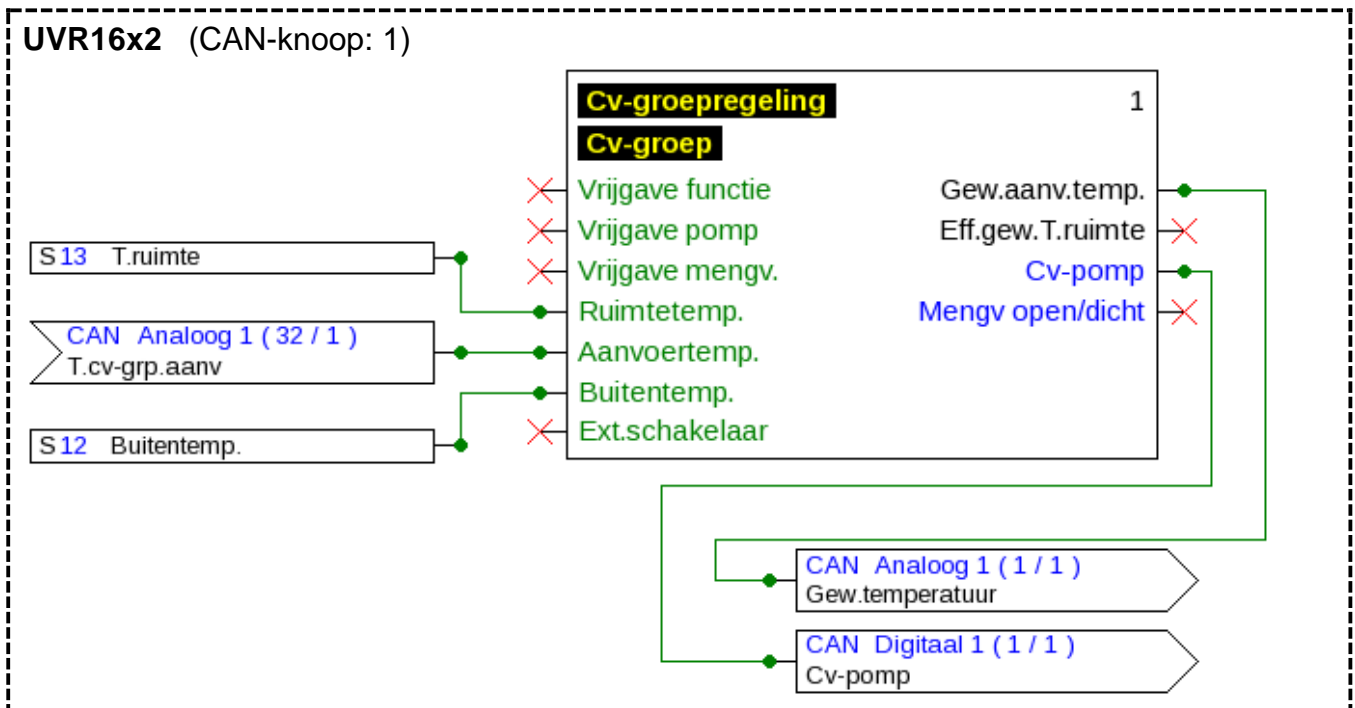 UVR16x2 (CAN-knoop: 1)
Cv-groepregeling 1
Cv-groep
Vrijgave functie Gew.aanv.temp.
Vrijgave pomp Eff.gew.T.ruimte
S 13 T.ruimte
Vrijgave mengv. Cv-pomp
Ruimtetemp. Mengv open/dicht
CAN Analoog 1 ( 32 / 1 )
T.cv-grp.aanv
Aanvoertemp.
Buitentemp.
S 12 Buitentemp.
Ext.schakelaar
CAN Analoog 1 ( 1 / 1 )
Gew.temperatuur
CAN Digitaal 1 ( 1 / 1 )
Cv-pomp